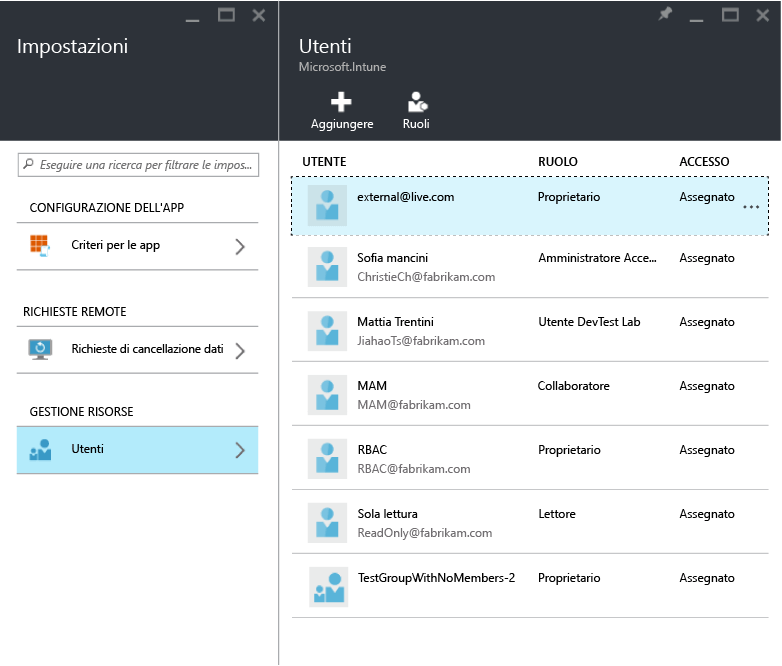 Impostazioni
Eseguire una ricerca per filtrare le impos...
CONFIGURAZIONE DELL'APP
Criteri per le app
RICHIESTE REMOTE
Richieste di cancellazione dati
GESTIONE RISORSE
Utenti
Utenti
Microsoft.Intune
Aggiungere Ruoli
UTENTE RUOLO ACCESSO
external@live.com Proprietario Assegnato ...
Sofia mancini Amministratore Acce... Assegnato
ChristieCh@fabrikam.com
Mattia Trentini Utente DevTest Lab Assegnato
JiahaoTs@fabrikam.com
MAM Collaboratore Assegnato
MAM@fabrikam.com
RBAC Proprietario Assegnato
RBAC@fabrikam.com
Sola lettura Lettore Assegnato
ReadOnly@fabrikam.com
TestGroupWithNoMembers-2 Proprietario Assegnato